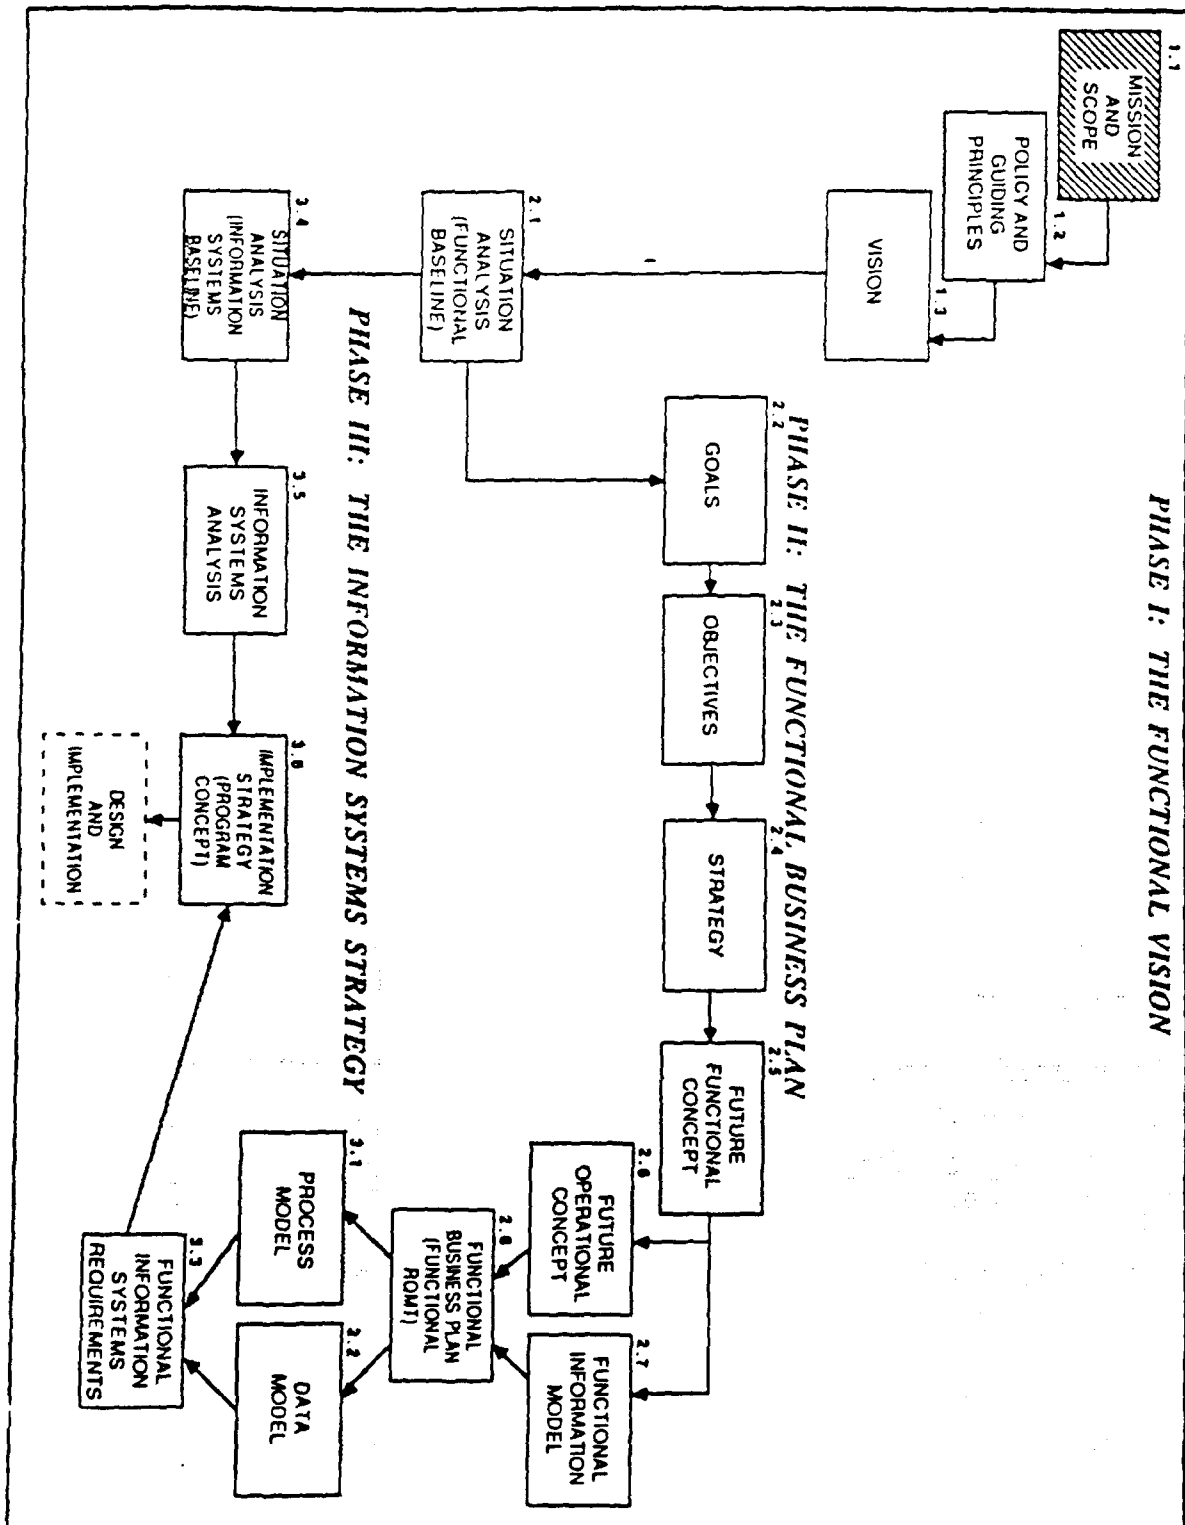 PHASE I: THE FUNCTIONAL VISION
1.1
MISSION
AND
SCOPE
1.2
POLICY AND
GUIDING
PRINCIPLES
1.3
VISION
PHASE II: THE FUNCTIONAL BUSINESS PLAN
2.1
SITUATION
ANALYSIS
(FUNCTIONAL
BASELINE)
2.2
GOALS
2.3
OBJECTIVES
2.4
STRATEGY
2.5
FUTURE
FUNCTIONAL
CONCEPT
2.6
FUTURE
OPERATIONAL
CONCEPT
2.7
FUNCTIONAL
INFORMATION
MODEL
2.8
FUNCTIONAL
BUSINESS PLAN
(FUNCTIONAL
RQMT)
PHASE III: THE INFORMATION SYSTEMS STRATEGY
3.1
PROCESS
MODEL
3.2
DATA
MODEL
3.3
FUNCTIONAL
INFORMATION
SYSTEMS
REQUIREMENTS
3.4
SITUATION
ANALYSIS
(INFORMATION
SYSTEMS
BASELINE)
3.5
INFORMATION
SYSTEMS
ANALYSIS
3.6
IMPLEMENTATION
STRATEGY
(PROGRAM
CONCEPT)
DESIGN
AND
IMPLEMENTATION